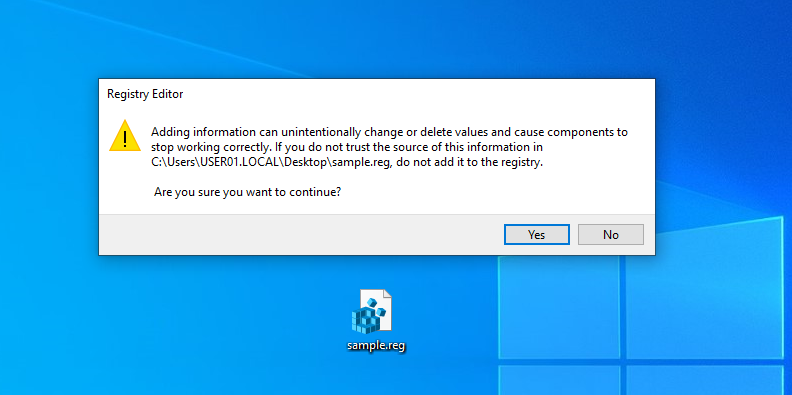 Registry Editor
Adding information can unintentionally change or delete values and cause components to
stop working correctly. If you do not trust the source of this information in
C:\Users\USER01.LOCAL\Desktop\sample.reg, do not add it to the registry.
Are you sure you want to continue?
Yes
No
sample.reg